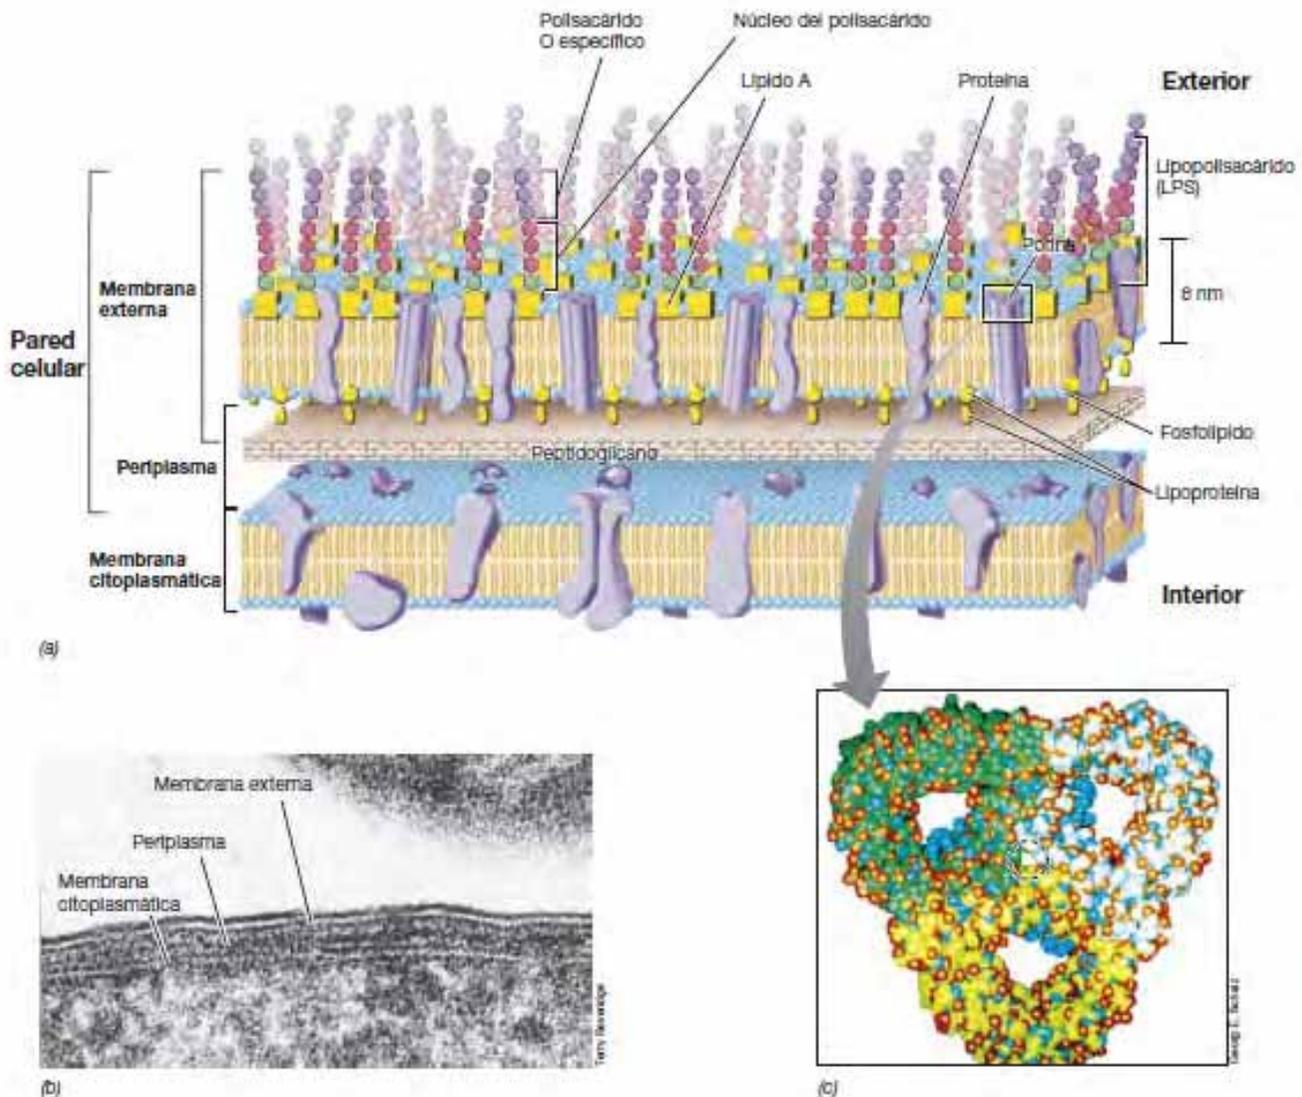 Polisacárido
O específico
Núcleo del polisacárido
Lípido A
Proteína
Exterior
Lipopolisacárido
(LPS)
Porina
8 nm
Membrana
externa
Pared
celular
Fosfolípido
Peptidoglicano
Periplasma
Lipoproteína
Membrana
citoplasmática
Interior
(a)
Membrana externa
Periplasma
Membrana
citoplasmática
(b)
(c)